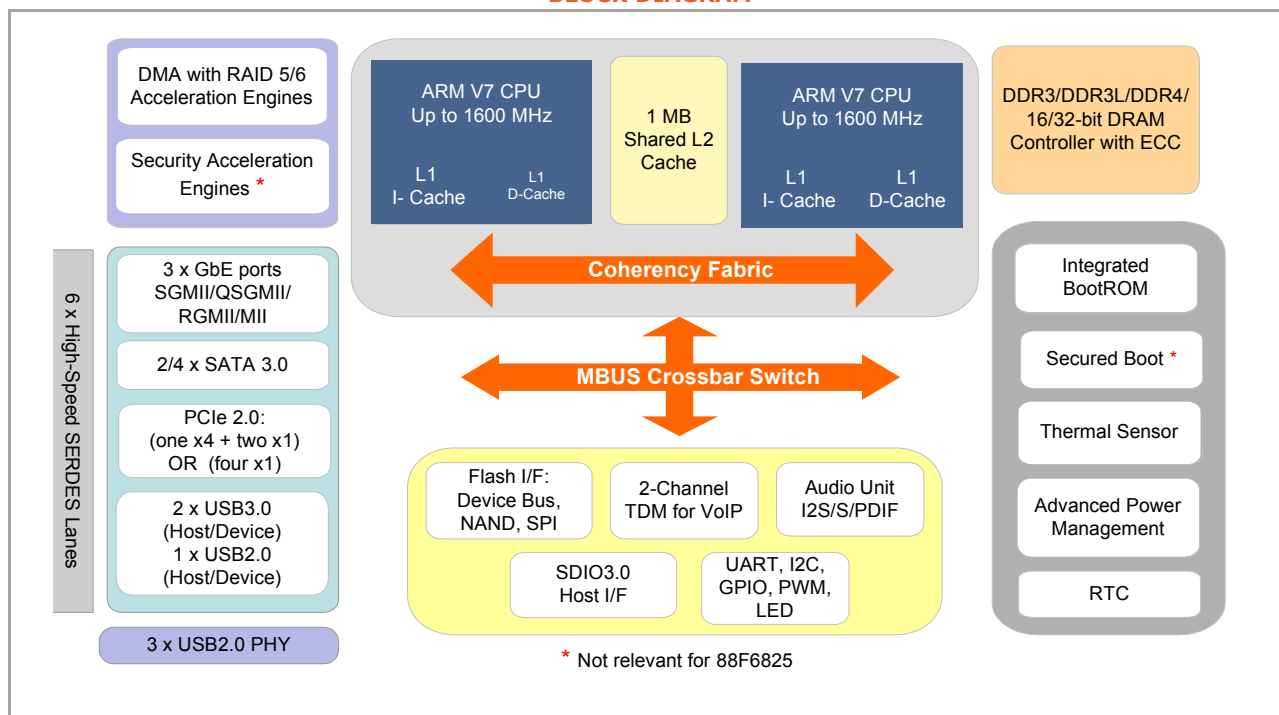 BLOCK DIAGRAM
DMA with RAID 5/6
Acceleration Engines
Security Acceleration
Engines *
6 x High-Speed SERDES Lanes
3 x GbE ports
SGMII/QSGMII/
RGMII/MII
2/4 x SATA 3.0
PCIe 2.0:
(one x4 + two x1)
OR (four x1)
2 x USB3.0
(Host/Device)
1 x USB2.0
(Host/Device)
3 x USB2.0 PHY
ARM V7 CPU
Up to 1600 MHz
L1
I- Cache
L1
D-Cache
1 MB
Shared L2
Cache
ARM V7 CPU
Up to 1600 MHz
L1
I- Cache
L1
D-Cache
Coherency Fabric
MBUS Crossbar Switch
Flash I/F:
Device Bus,
NAND, SPI
2-Channel
TDM for VoIP
Audio Unit
I2S/S/PDIF
SDIO3.0
Host I/F
UART, I2C,
GPIO, PWM,
LED
* Not relevant for 88F6825
DDR3/DDR3L/DDR4/
16/32-bit DRAM
Controller with ECC
Integrated
BootROM
Secured Boot *
Thermal Sensor
Advanced Power
Management
RTC